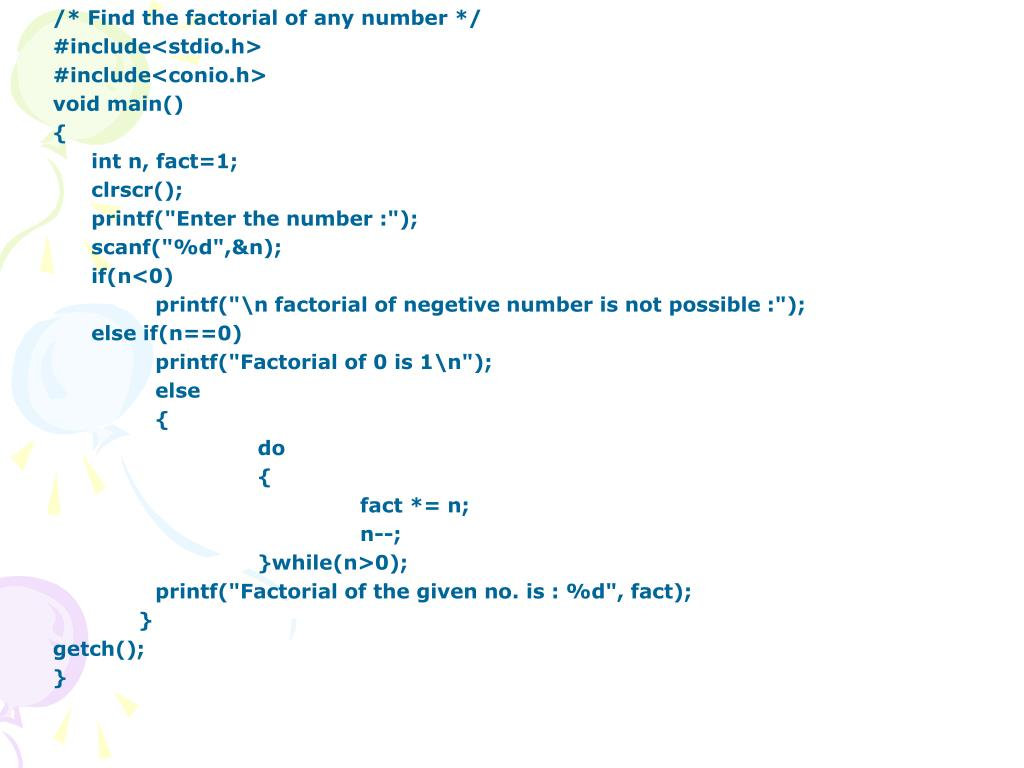 /* Find the factorial of any number */
#include<stdio.h>
#include<conio.h>
void main()
{
int n, fact=1;
clrscr();
printf("Enter the number :");
scanf("%d",&n);
if(n<0)
printf("\n factorial of negetive number is not possible :");
else if(n==0)
printf("Factorial of 0 is 1\n");
else
{
do
{
fact *= n;
n--;
}while(n>0);
printf("Factorial of the given no. is : %d", fact);
}
getch();
}